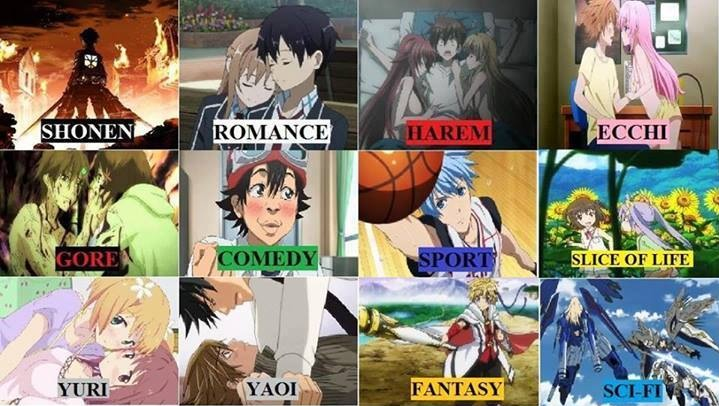 SHONEN
ROMANCE
HAREM
ECCHI
GORE
COMEDY
SPORT
SLICE OF LIFE
YURI
YAOI
FANTASY
SCI-FI